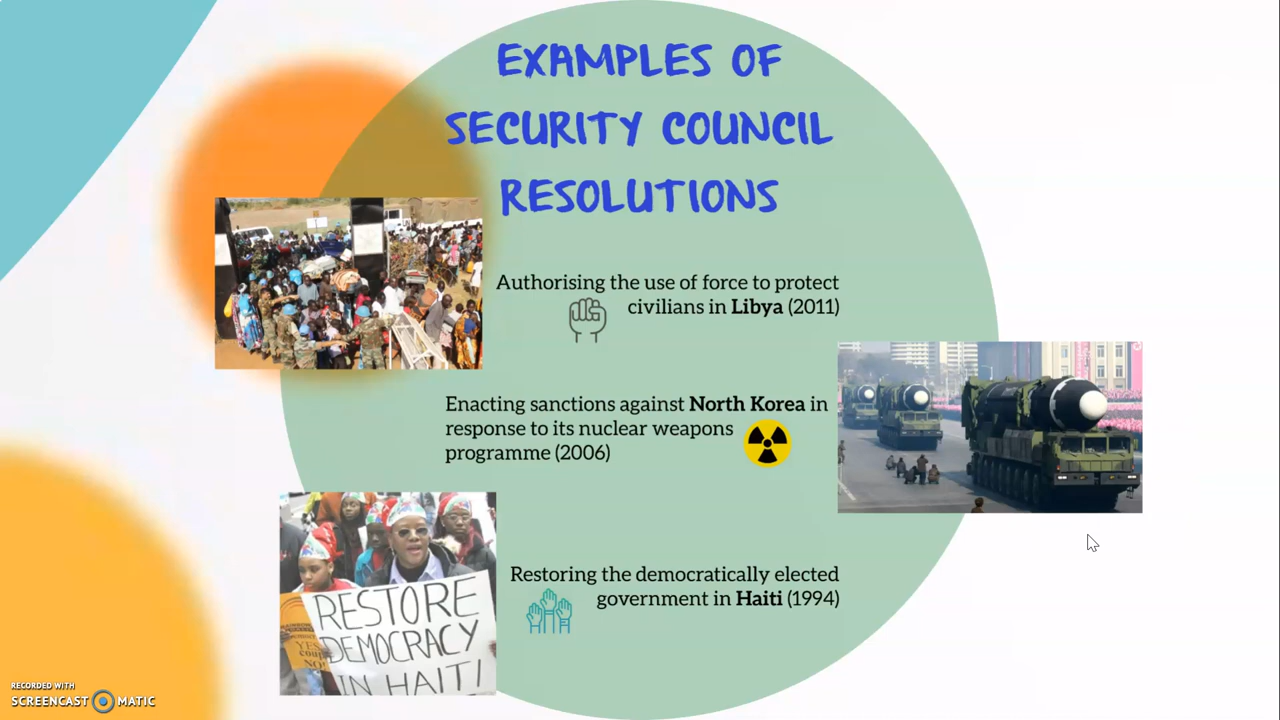 EXAMPLES OF
SECURITY COUNCIL
RESOLUTIONS
Authorising the use of force to protect
civilians in Libya (2011)
Enacting sanctions against North Korea in
response to its nuclear weapons
programme (2006)
RESTORE
DEMOCRACY
IN HAITI
YES
NO!
Restoring the democratically elected
government in Haiti (1994)
RECORDED WITH
SCREENCAST MATIC